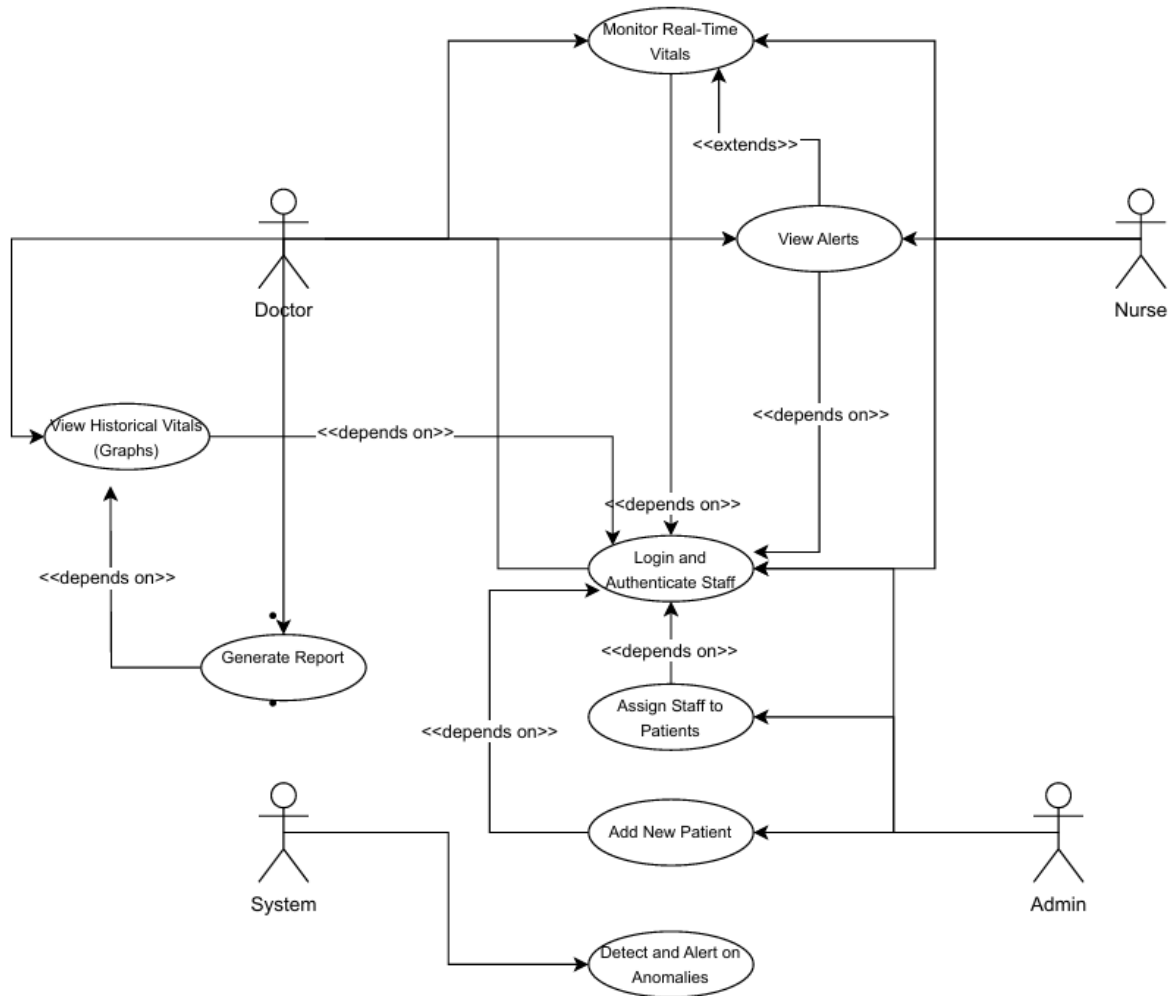 Monitor Real-Time
Vitals
<<extends>>
View Alerts
Doctor
Nurse
<<depends on>>
View Historical Vitals
(Graphs)
<<depends on>>
<<depends on>>
Login and
Authenticate Staff
<<depends on>>
<<depends on>>
Generate Report
Assign Staff to
Patients
<<depends on>>
Add New Patient
System
Admin
Detect and Alert on
Anomalies